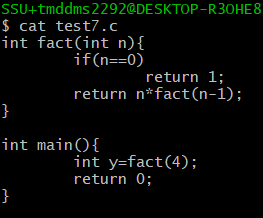 SSU+tmddms2292@DESKTOP-R3OHE8
$ cat test7.c
int fact(int n){
        if(n==0)
                return 1;
        return n*fact(n-1);
}

int main(){
        int y=fact(4);
        return 0;
}